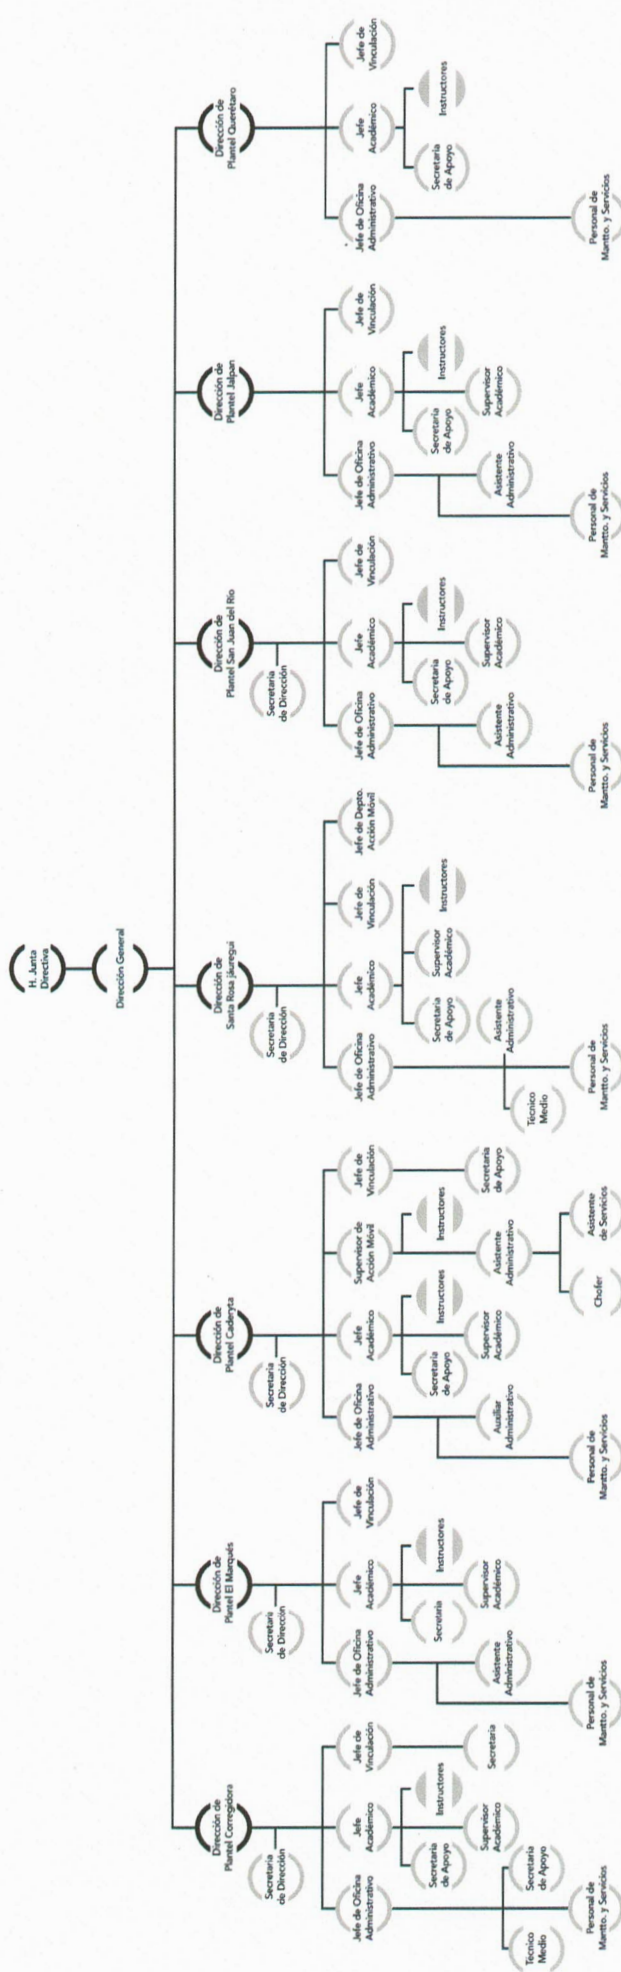 H. Junta
Directiva
Dirección General
Dirección de
Plantel Corregidora
Secretaria
de Dirección
Jefe de Oficina
Administrativo
Jefe
Académico
Jefe de
Vinculación
Secretaria
de Apoyo
Instructores
Supervisor
Académico
Secretaria
Técnico
Medio
Secretaria
de Apoyo
Personal de
Mantto. y Servicios
Dirección de
Plantel El Marqués
Secretaria
de Dirección
Jefe de Oficina
Administrativo
Jefe
Académico
Jefe de
Vinculación
Secretaria
Instructores
Asistente
Administrativo
Supervisor
Académico
Personal de
Mantto. y Servicios
Dirección de
Plantel Caderyta
Secretaria
de Dirección
Jefe de Oficina
Administrativo
Jefe
Académico
Supervisor de
Acción Móvil
Jefe de
Vinculación
Secretaria
de Apoyo
Instructores
Instructores
Auxiliar
Administrativo
Supervisor
Académico
Asistente
Administrativo
Secretaria
de Apoyo
Personal de
Mantto. y Servicios
Chofer
Asistente
de Servicios
Dirección de
Santa Rosa jáuregui
Secretaria
de Dirección
Jefe de Oficina
Administrativo
Jefe
Académico
Jefe de
Vinculación
Jefe de Depto.
Acción Móvil
Secretaria
de Apoyo
Supervisor
Académico
Instructores
Técnico
Medio
Asistente
Administrativo
Personal de
Mantto. y Servicios
Dirección de
Plantel San Juan del Río
Secretaria
de Dirección
Jefe de Oficina
Administrativo
Jefe
Académico
Jefe de
Vinculación
Secretaria
de Apoyo
Instructores
Asistente
Administrativo
Supervisor
Académico
Personal de
Mantto. y Servicios
Dirección de
Plantel Jalpan
Jefe de Oficina
Administrativo
Jefe
Académico
Jefe de
Vinculación
Secretaria
de Apoyo
Instructores
Asistente
Administrativo
Supervisor
Académico
Personal de
Mantto. y Servicios
Dirección de
Plantel Querétaro
Jefe de Oficina
Administrativo
Jefe
Académico
Jefe de
Vinculación
Secretaria
de Apoyo
Instructores
Personal de
Mantto. y Servicios